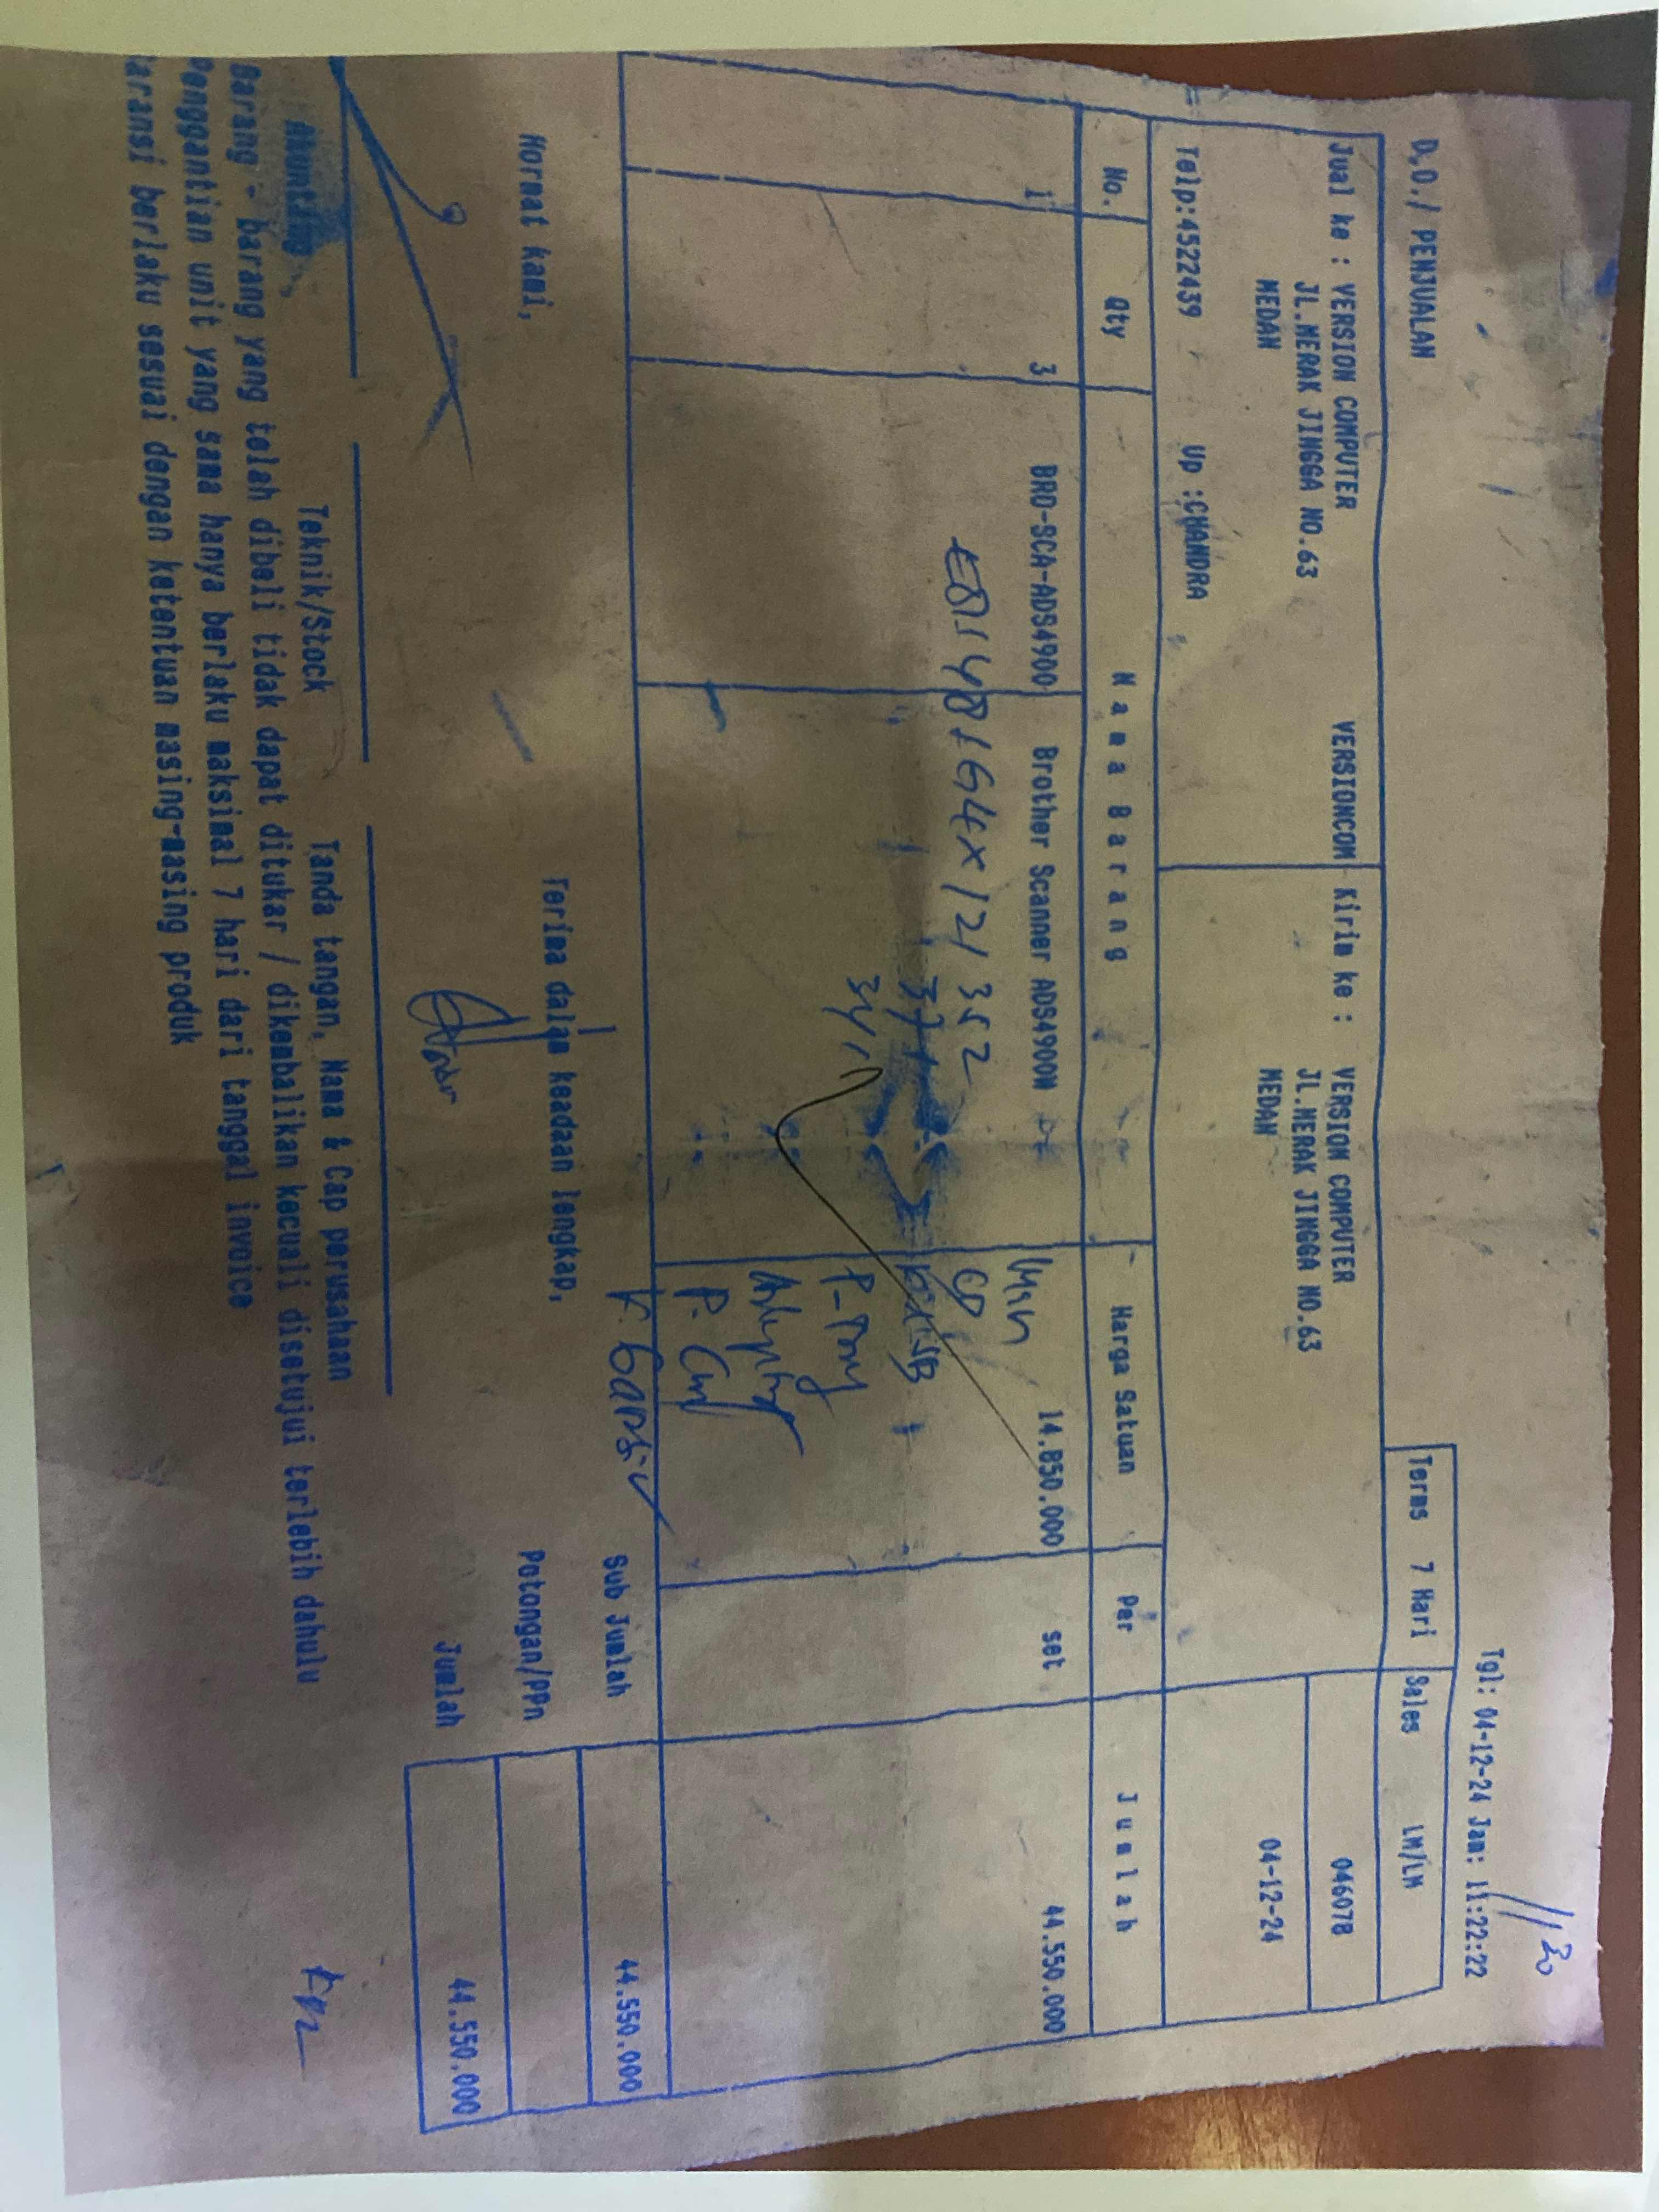 Tgl: 04-12-24 Jam: 11:22:22
D.O./ PENJUALAN
Terms 7 Hari Sales LM/LM
Jual ke : VERSION COMPUTER VERSIONCOM Kirim ke : VERSION COMPUTER 046078
JL.MERAK JINGGA NO.63 JL.MERAK JINGGA NO.63
MEDAN MEDAN 04-12-24
Telp:4522439 Up :CHANDRA
No. Qty Nama Barang Harga Satuan Per Jumlah
1 3 BRD-SCA-ADS4900 Brother Scanner ADS4900W 14.850.000 set 44.550.000
352
Sub Jumlah 44.550.000
Hormat kami, Terima dalam keadaan lengkap, Potongan/PPn
Jumlah 44.550.000
Teknik/Stock Tanda tangan, Nama & Cap perusahaan
Barang - barang yang telah dibeli tidak dapat ditukar / dikembalikan kecuali disetujui terlebih dahulu
Penggantian unit yang sama hanya berlaku maksimal 7 hari dari tanggal invoice
aransi berlaku sesuai dengan ketentuan masing-masing produk